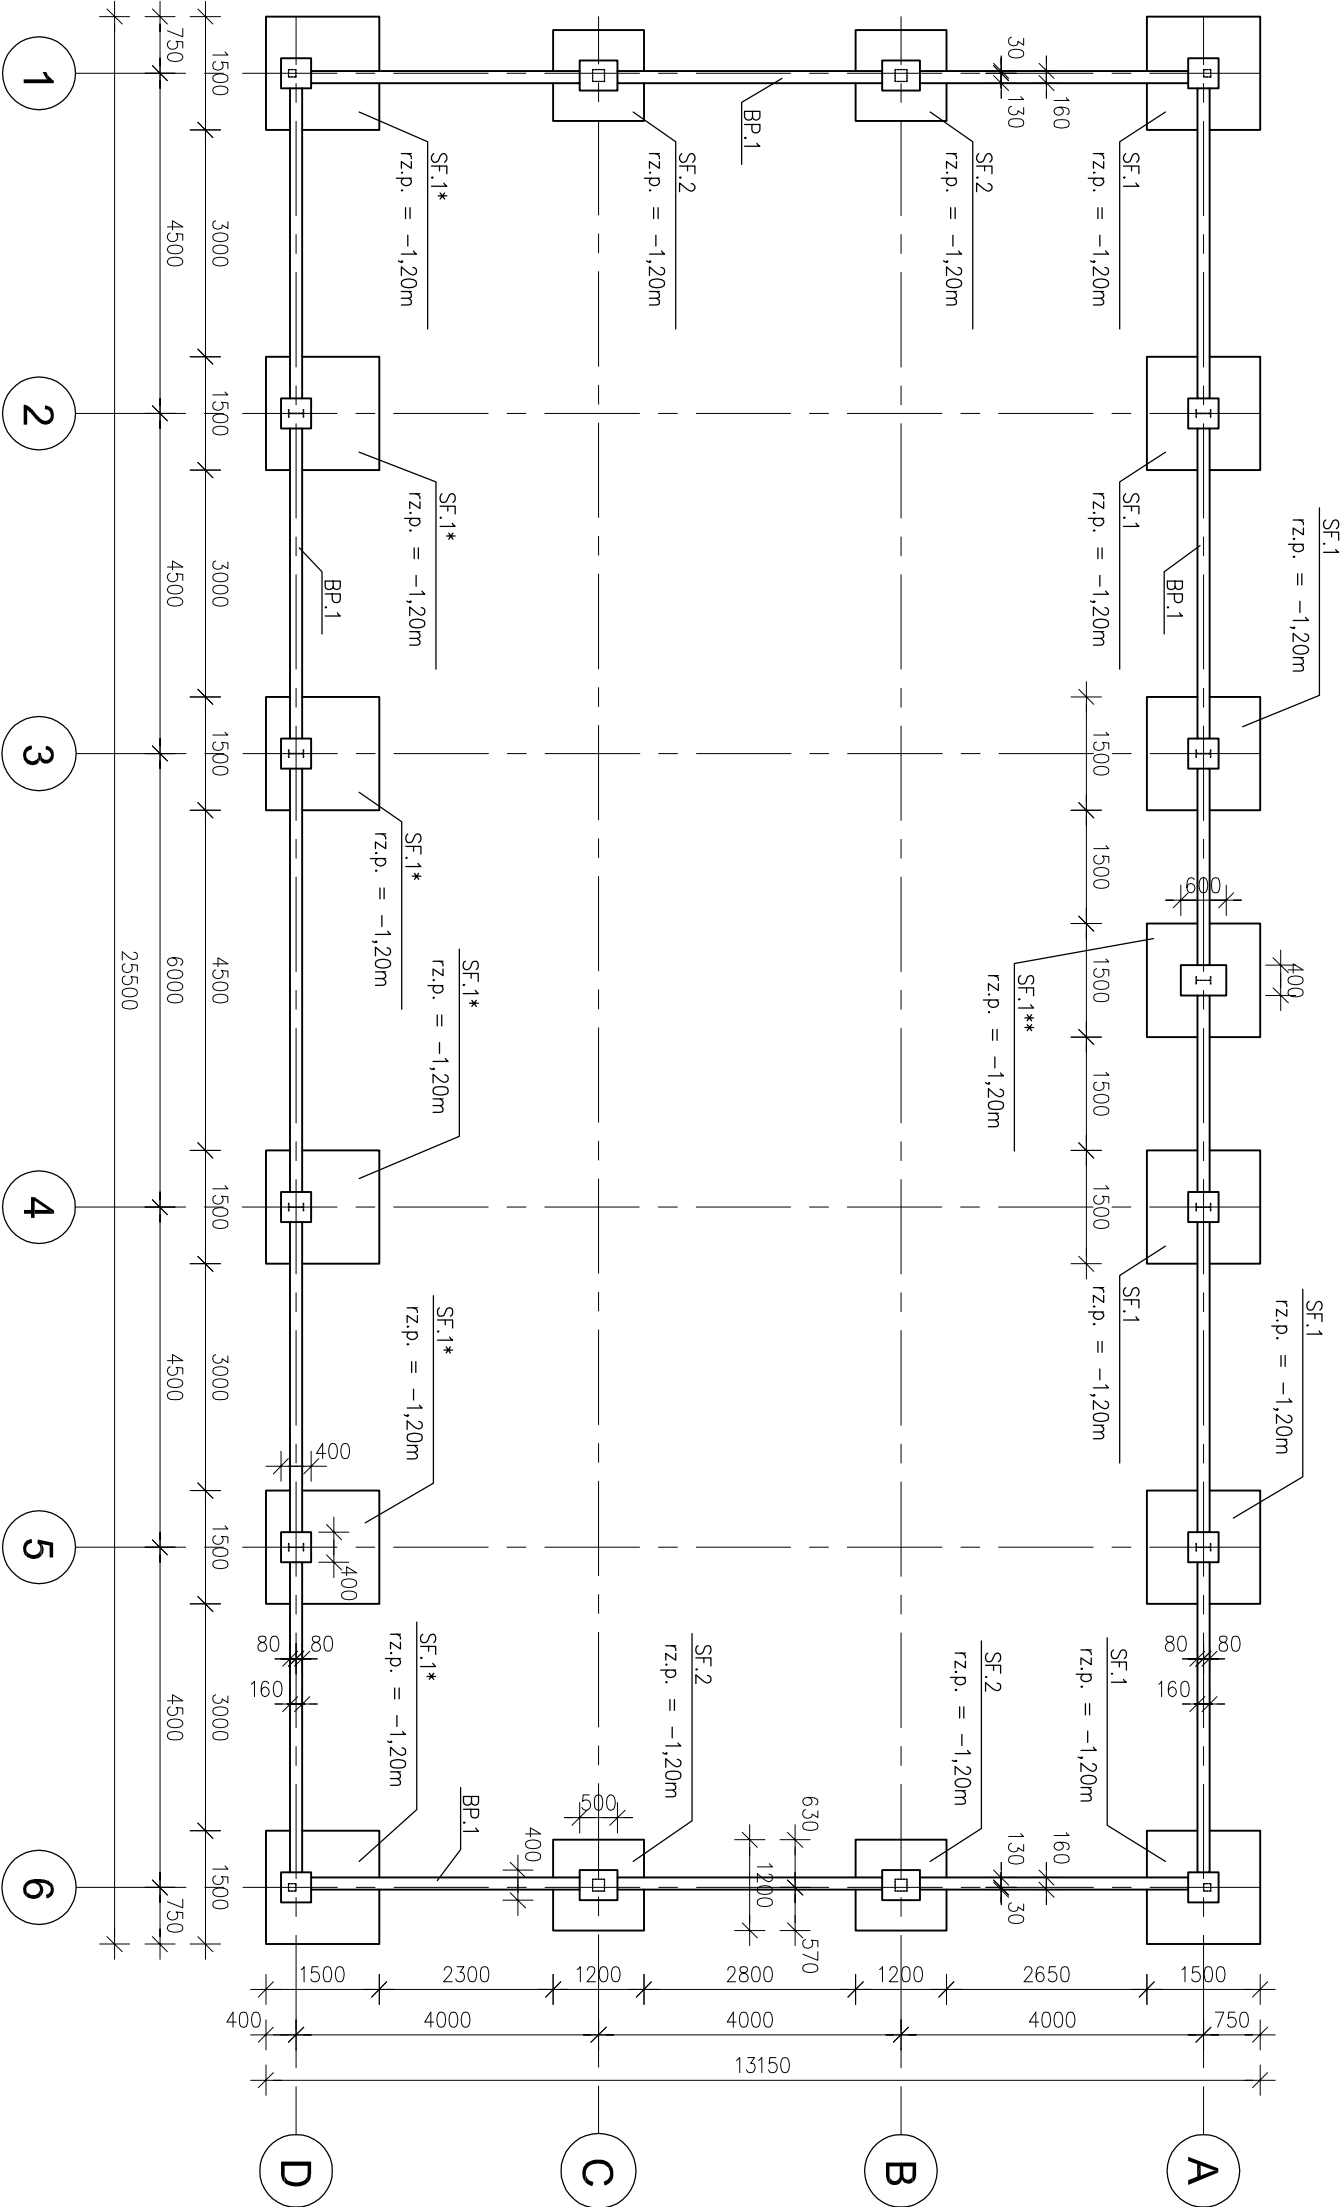 SF.1
rz.p. = -1,20m
SF.1
rz.p. = -1,20m
SF.1
rz.p. = -1,20m
SF.1
rz.p. = -1,20m
SF.1
rz.p. = -1,20m
SF.1
rz.p. = -1,20m
SF.1**
rz.p. = -1,20m
BP.1
600
400
1500
1500
1500
1500
1500
80
80
160
30
130
160
SF.2
rz.p. = -1,20m
SF.2
rz.p. = -1,20m
BP.1
SF.2
rz.p. = -1,20m
SF.2
rz.p. = -1,20m
130
30
160
630
570
1200
500
400
BP.1
SF.1*
rz.p. = -1,20m
SF.1*
rz.p. = -1,20m
SF.1*
rz.p. = -1,20m
SF.1*
rz.p. = -1,20m
SF.1*
rz.p. = -1,20m
SF.1*
rz.p. = -1,20m
BP.1
400
400
80
80
160
1500
2650
1200
2800
1200
2300
1500
750
4000
4000
4000
400
13150
A
B
C
D
1500
3000
1500
3000
1500
4500
1500
3000
1500
3000
1500
750
4500
4500
6000
4500
4500
750
25500
1
2
3
4
5
6